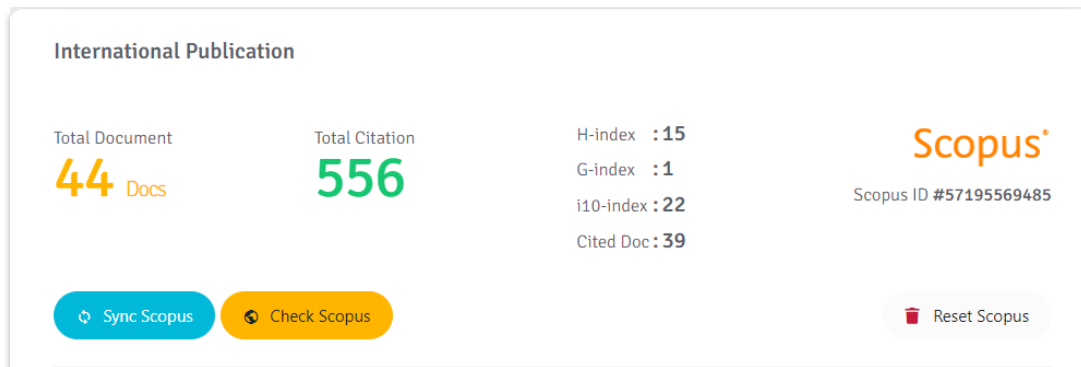 International Publication
Total Document
44 Docs
Total Citation
556
H-index : 15
G-index : 1
i10-index : 22
Cited Doc : 39
Scopus
Scopus ID #57195569485
Sync Scopus
Check Scopus
Reset Scopus